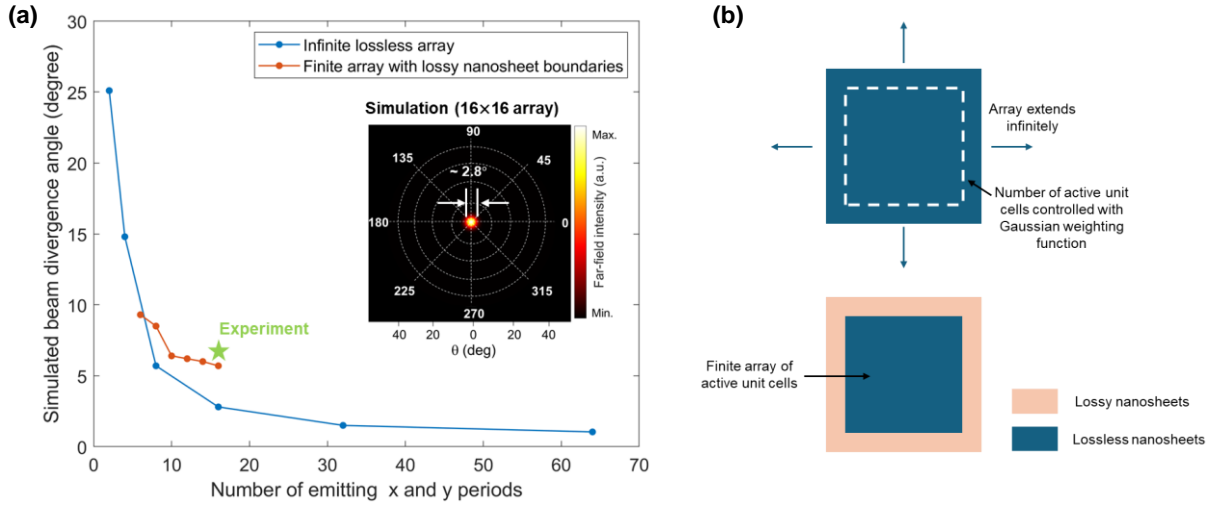 (a)
30
25
20
15
10
5
0
Simulated beam divergence angle (degree)
0 10 20 30 40 50 60 70
Number of emitting x and y periods
Infinite lossless array
Finite array with lossy nanosheet boundaries
Experiment
Simulation (16×16 array)
90
135 45
~ 2.8°
180 0
225 315
270
40 20 0 20 40
θ (deg)
Max.
Far-field intensity (a.u.)
Min.
(b)
Array extends
infinitely
Number of active unit
cells controlled with
Gaussian weighting
function
Finite array of
active unit cells
Lossy nanosheets
Lossless nanosheets